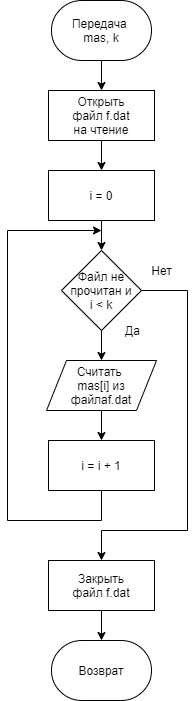 Передача
mas, k
Открыть
файл f.dat
на чтение
i = 0
Файл не
прочитан и
i < k
Нет
Да
Считать
mas[i] из
файлаf.dat
i = i + 1
Закрыть
файл f.dat
Возврат